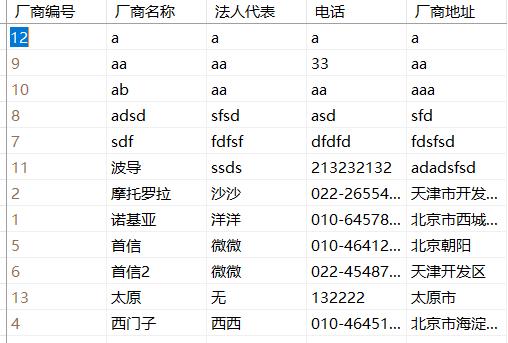 厂商编号 厂商名称 法人代表 电话 厂商地址
12 a a a a
9 aa aa 33 aa
10 ab aa aa aaa
8 adsd sfsd asd sfd
7 sdf fdfsf dfdfd fdsfsd
11 波导 ssds 213232132 adadsfsd
2 摩托罗拉 沙沙 022-26554... 天津市开发...
1 诺基亚 洋洋 010-64578... 北京市西城...
5 首信 微微 010-46412... 北京朝阳
6 首信2 微微 022-45487... 天津开发区
13 太原 无 132222 太原市
4 西门子 西西 010-46451... 北京市海淀...